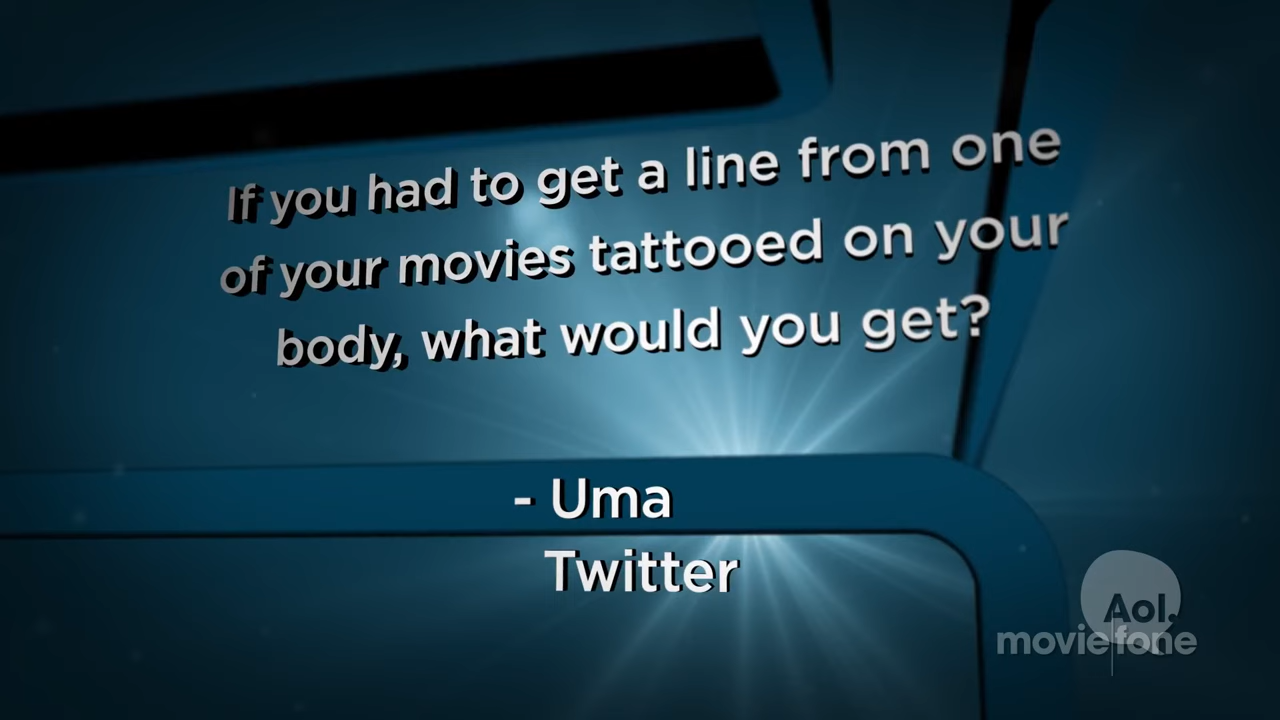 If you had to get a line from one
of your movies tattooed on your
body, what would you get?
- Uma
Twitter
Aol.
moviefone